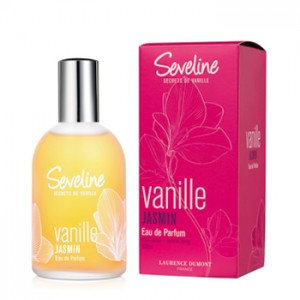 Seveline
SECRETS DE VANILLE
vanille
JASMIN
Eau de Parfum
Seveline
SECRETS DE VANILLE
vanille
JASMIN
Eau de Parfum
LAURENCE DUMONT